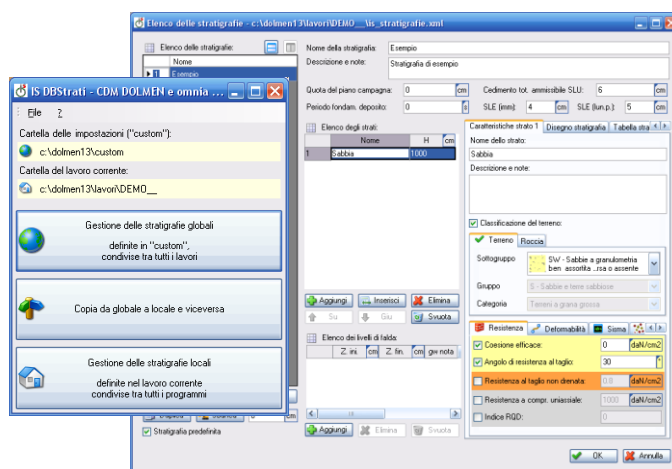 Elenco delle stratigrafie - c:\dolmen13\lavori\DEMO__\is_stratigrafie.xml
Elenco delle stratigrafie:
Nome
1 Esempio
Nome della stratigrafia: Esempio
Descrizione e note: Stratigrafia di esempio
Quota del piano campagna: 0 cm Cedimento tot. ammissibile SLU: 6 cm
Periodo fondam. deposito: 0 s SLE (imm): 4 cm SLE (lun.p.): 5 cm
IS DBStrati - CDM DOLMEN e omnia ...
File ?
Cartella delle impostazioni ("custom"):
c:\dolmen13\custom
Cartella del lavoro corrente:
c:\dolmen13\lavori\DEMO__
Gestione delle stratigrafie globali
definite in "custom",
condivise tra tutti i lavori
Copia da globale a locale e viceversa
Gestione delle stratigrafie locali
definite nel lavoro corrente
condivise tra tutti i programmi
Stratigrafia predefinita
Elenco degli strati:
Nome H cm
1 Sabbia 1000
Aggiungi Inserisci Elimina
Su Giu Svuota
Elenco dei livelli di falda:
Z. ini cm Z. fin. cm gw nota
Aggiungi Elimina Svuota
Caratteristiche strato 1 Disegno stratigrafia Tabella stra
Nome dello strato:
Sabbia
Descrizione e note:
Classificazione del terreno:
Terreno Roccia
Sottogruppo SW - Sabbie a granulometria
ben assortita ..rsa o assente
Gruppo S - Sabbie e terre sabbiose
Categoria Terreni a grana grossa
Resistenza Deformabilità Sisma
Coesione efficace: 0 daN/cm2
Angolo di resistenza al taglio: 30 °
Resistenza al taglio non drenata: 0.8 daN/cm2
Resistenza a compr. uniassiale: 1000 daN/cm2
Indice RQD: 0
OK Annulla